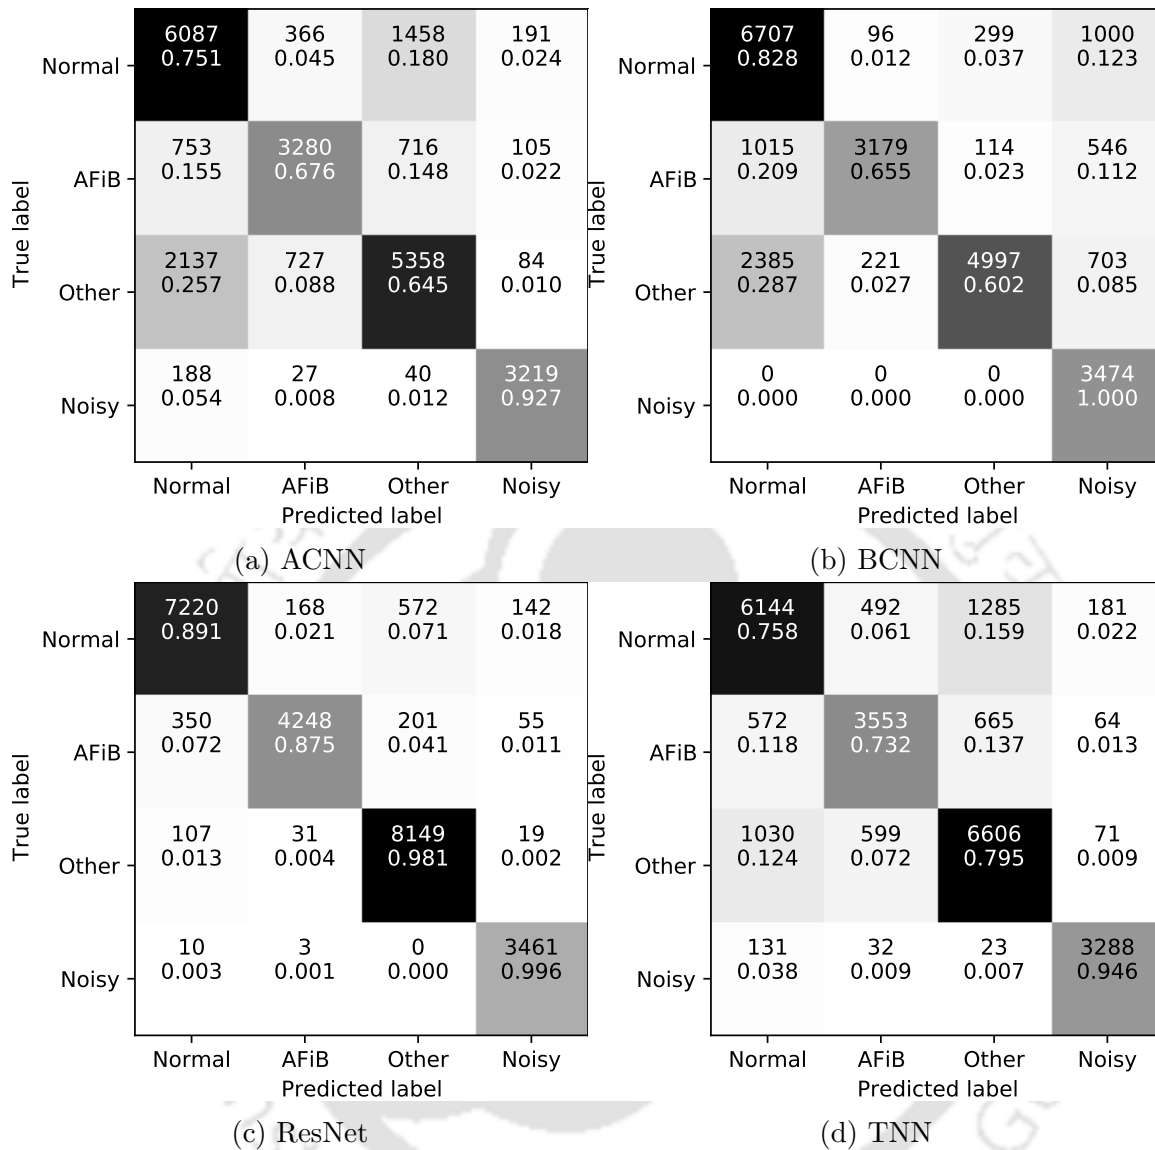 6087 366 1458 191
0.751 0.045 0.180 0.024
Normal
753 3280 716 105
0.155 0.676 0.148 0.022
AFiB
2137 727 5358 84
0.257 0.088 0.645 0.010
Other
188 27 40 3219
0.054 0.008 0.012 0.927
Noisy
True label
Normal AFiB Other Noisy
Predicted label
(a) ACNN
6707 96 299 1000
0.828 0.012 0.037 0.123
Normal
1015 3179 114 546
0.209 0.655 0.023 0.112
AFiB
2385 221 4997 703
0.287 0.027 0.602 0.085
Other
0 0 0 3474
0.000 0.000 0.000 1.000
Noisy
True label
Normal AFiB Other Noisy
Predicted label
(b) BCNN
7220 168 572 142
0.891 0.021 0.071 0.018
Normal
350 4248 201 55
0.072 0.875 0.041 0.011
AFiB
107 31 8149 19
0.013 0.004 0.981 0.002
Other
10 3 0 3461
0.003 0.001 0.000 0.996
Noisy
True label
Normal AFiB Other Noisy
Predicted label
(c) ResNet
6144 492 1285 181
0.758 0.061 0.159 0.022
Normal
572 3553 665 64
0.118 0.732 0.137 0.013
AFiB
1030 599 6606 71
0.124 0.072 0.795 0.009
Other
131 32 23 3288
0.038 0.009 0.007 0.946
Noisy
True label
Normal AFiB Other Noisy
Predicted label
(d) TNN